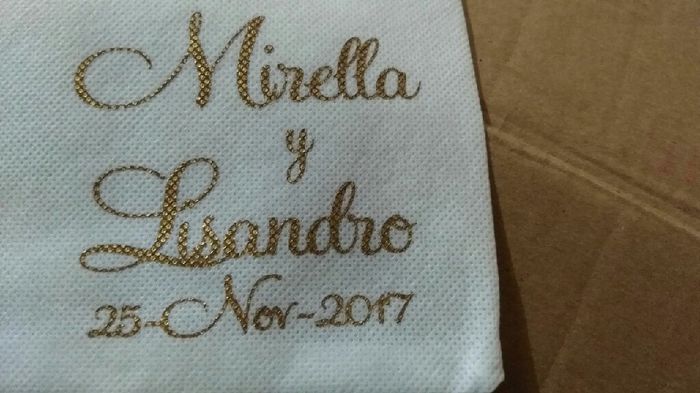 Mirella
y
Lisandro
25-Nov-2017